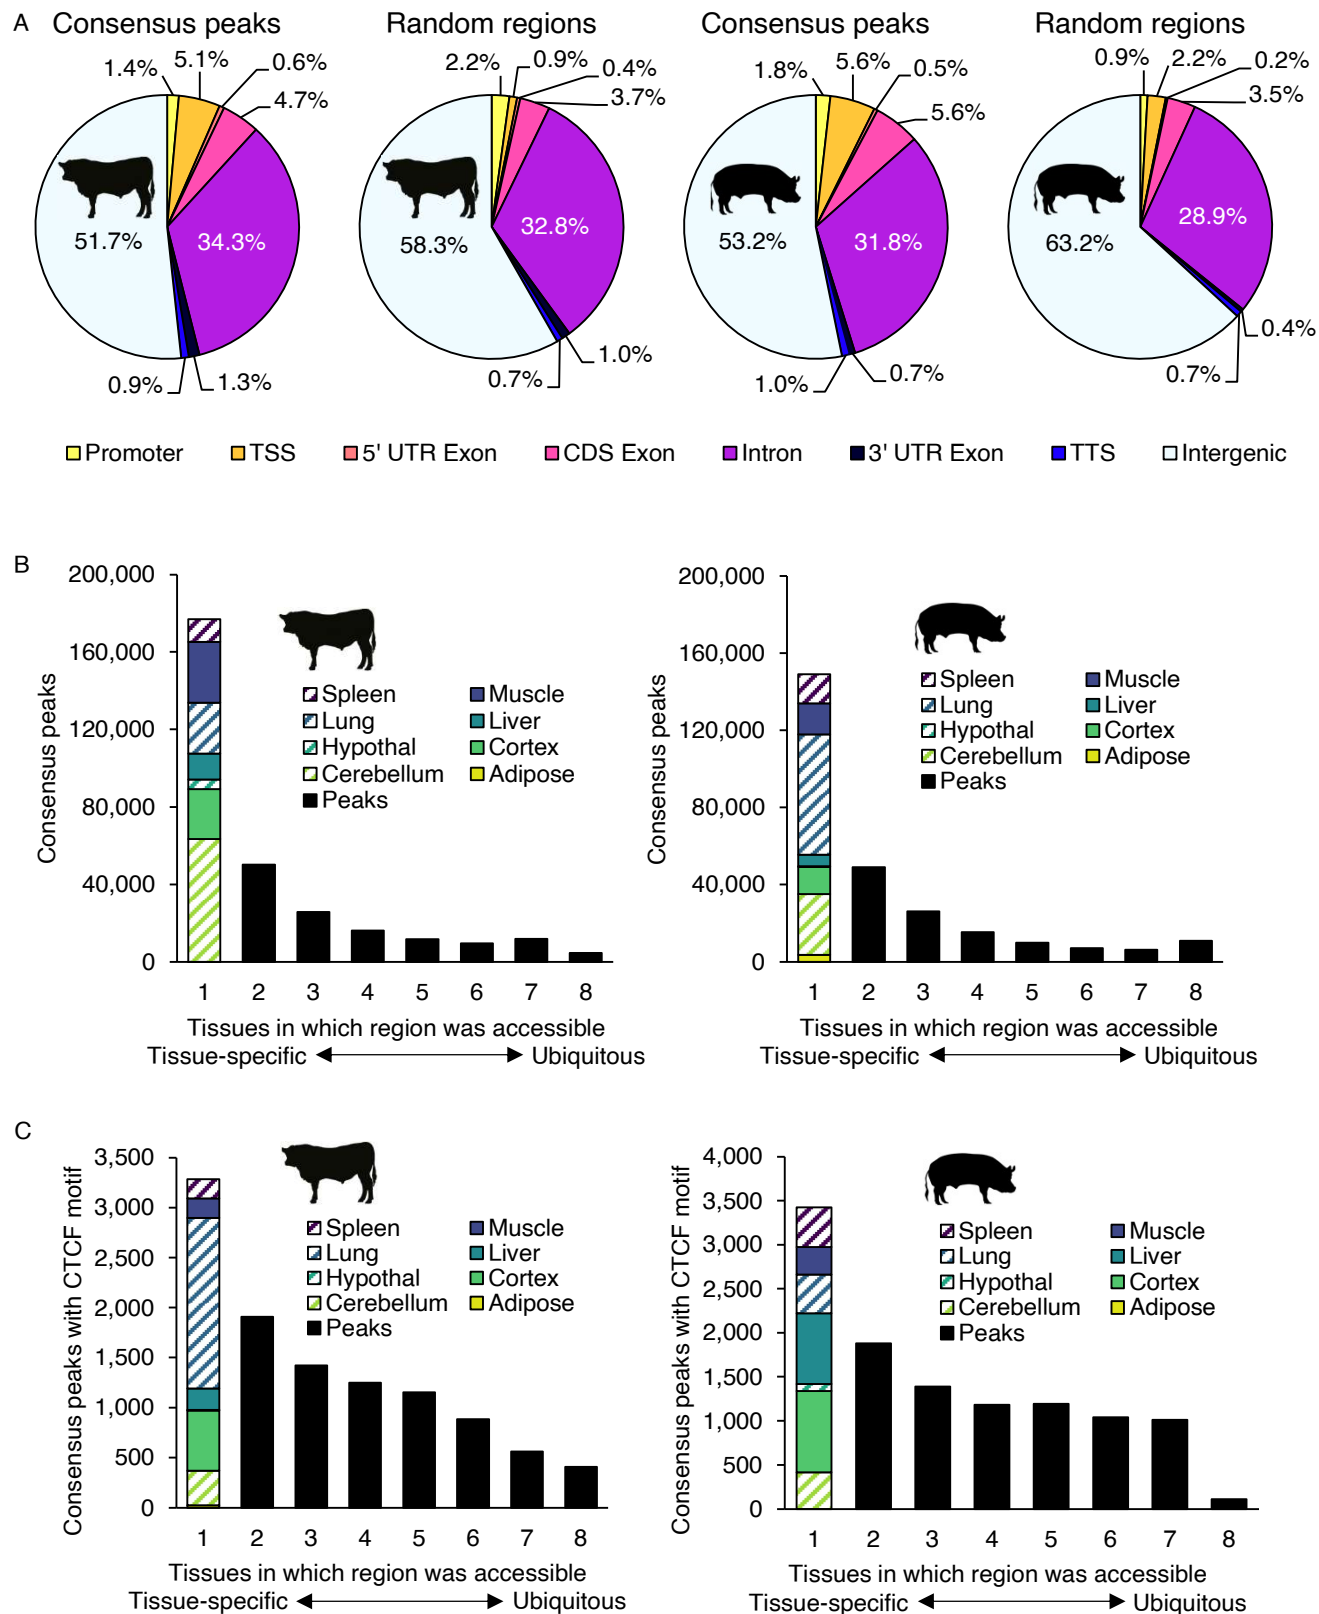 A
Consensus peaks
Random regions
Consensus peaks
Random regions
1.4%
5.1%
0.6%
4.7%
51.7%
34.3%
0.9%
1.3%
2.2%
0.9%
0.4%
3.7%
58.3%
32.8%
0.7%
1.0%
1.8%
5.6%
0.5%
5.6%
53.2%
31.8%
1.0%
0.7%
0.9%
2.2%
0.2%
3.5%
63.2%
28.9%
0.7%
0.4%
Promoter TSS 5' UTR Exon CDS Exon Intron 3' UTR Exon TTS Intergenic
B
Consensus peaks
200,000
160,000
120,000
80,000
40,000
0
Spleen Muscle
Lung Liver
Hypothal Cortex
Cerebellum Adipose
Peaks
1 2 3 4 5 6 7 8
Tissues in which region was accessible
Tissue-specific Ubiquitous
Consensus peaks
200,000
160,000
120,000
80,000
40,000
0
Spleen Muscle
Lung Liver
Hypothal Cortex
Cerebellum Adipose
Peaks
1 2 3 4 5 6 7 8
Tissues in which region was accessible
Tissue-specific Ubiquitous
C
Consensus peaks with CTCF motif
3,500
3,000
2,500
2,000
1,500
1,000
500
0
Spleen Muscle
Lung Liver
Hypothal Cortex
Cerebellum Adipose
Peaks
1 2 3 4 5 6 7 8
Tissues in which region was accessible
Tissue-specific Ubiquitous
Consensus peaks with CTCF motif
4,000
3,500
3,000
2,500
2,000
1,500
1,000
500
0
Spleen Muscle
Lung Liver
Hypothal Cortex
Cerebellum Adipose
Peaks
1 2 3 4 5 6 7 8
Tissues in which region was accessible
Tissue-specific Ubiquitous